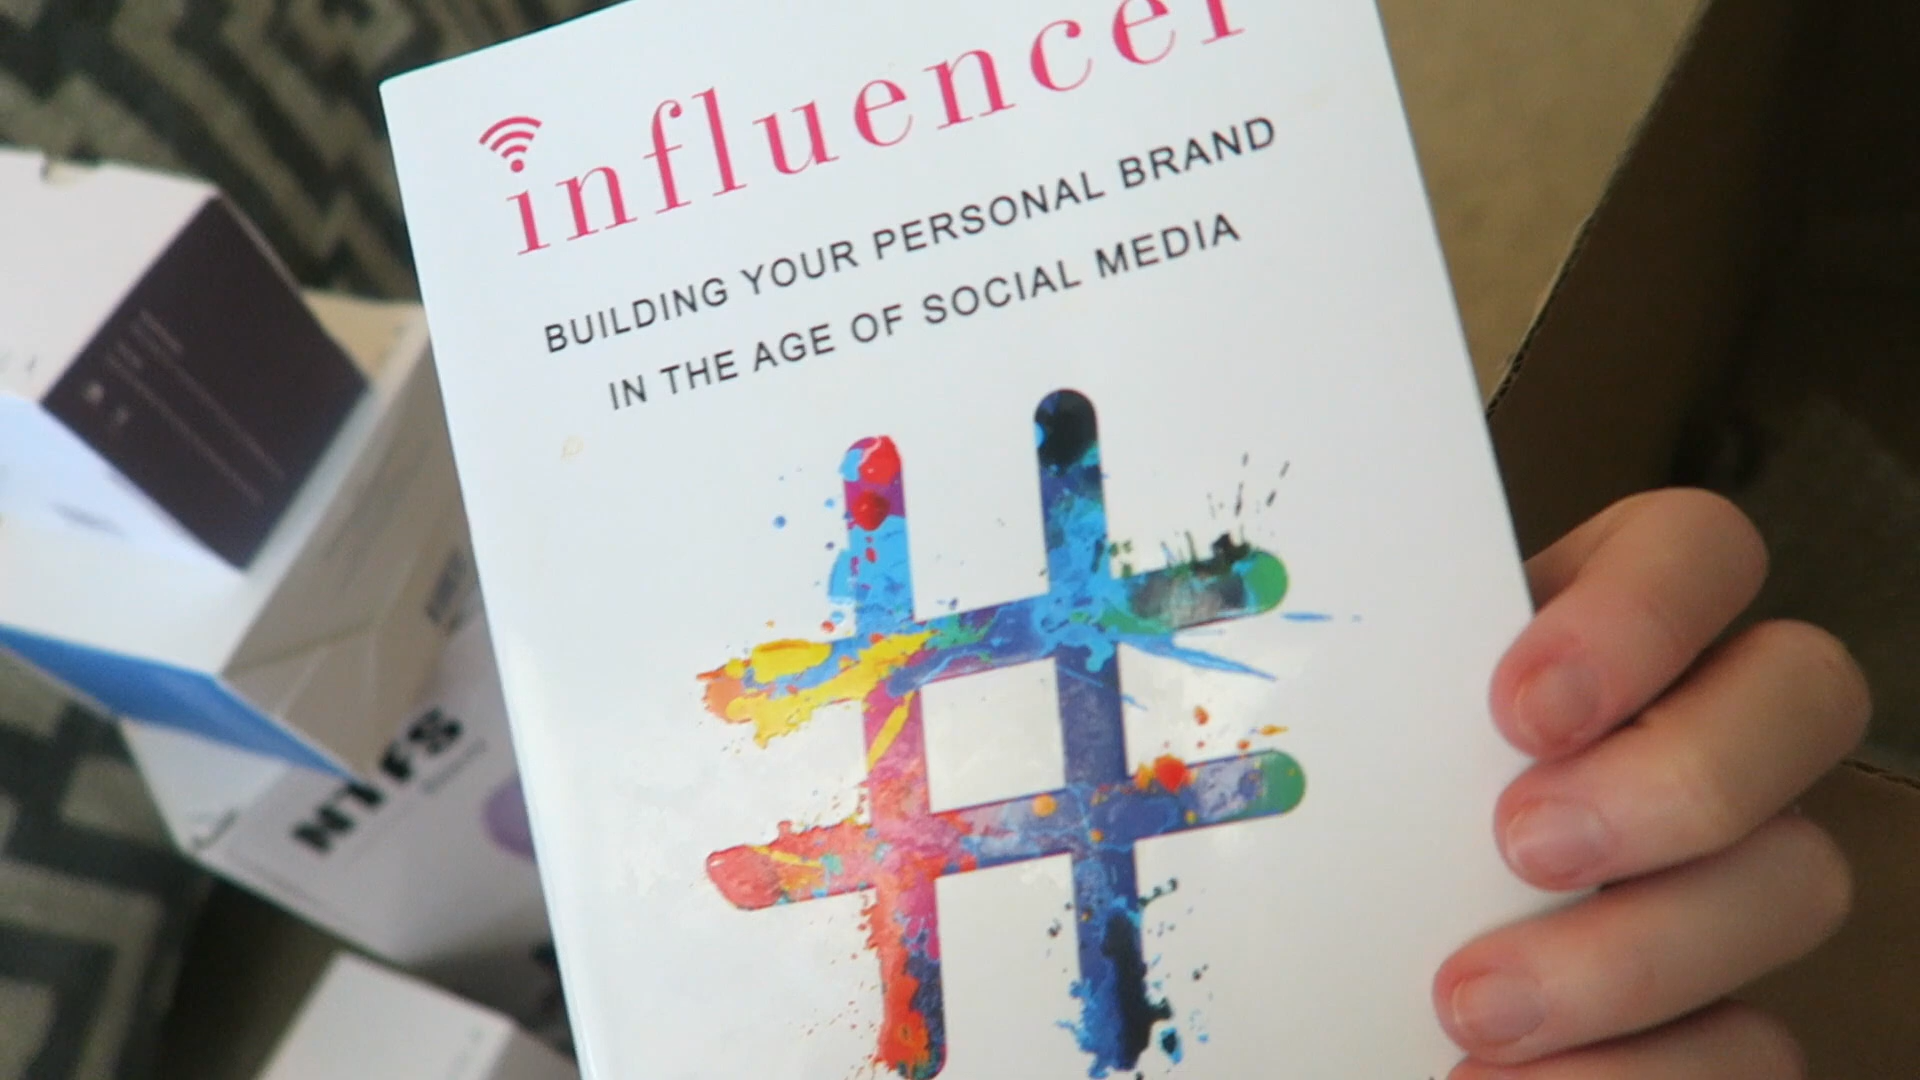 influencer
BUILDING YOUR PERSONAL BRAND
IN THE AGE OF SOCIAL MEDIA